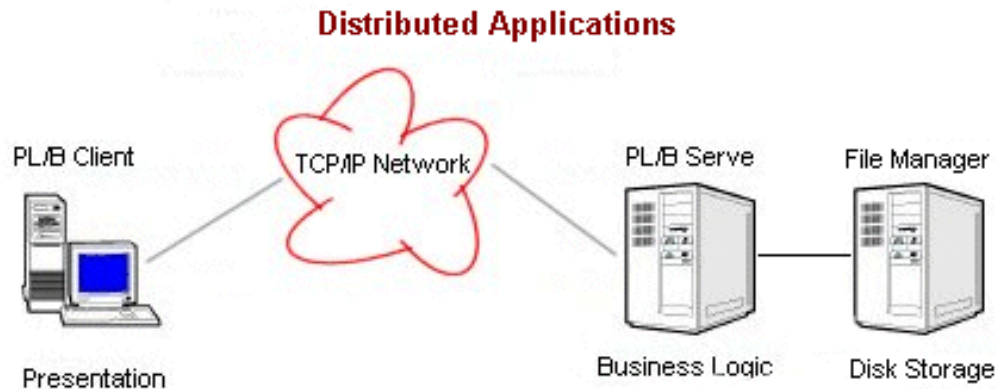 Distributed Applications
PL/B Client
TCP/IP Network
PL/B Serve
File Manager
Presentation
Business Logic
Disk Storage